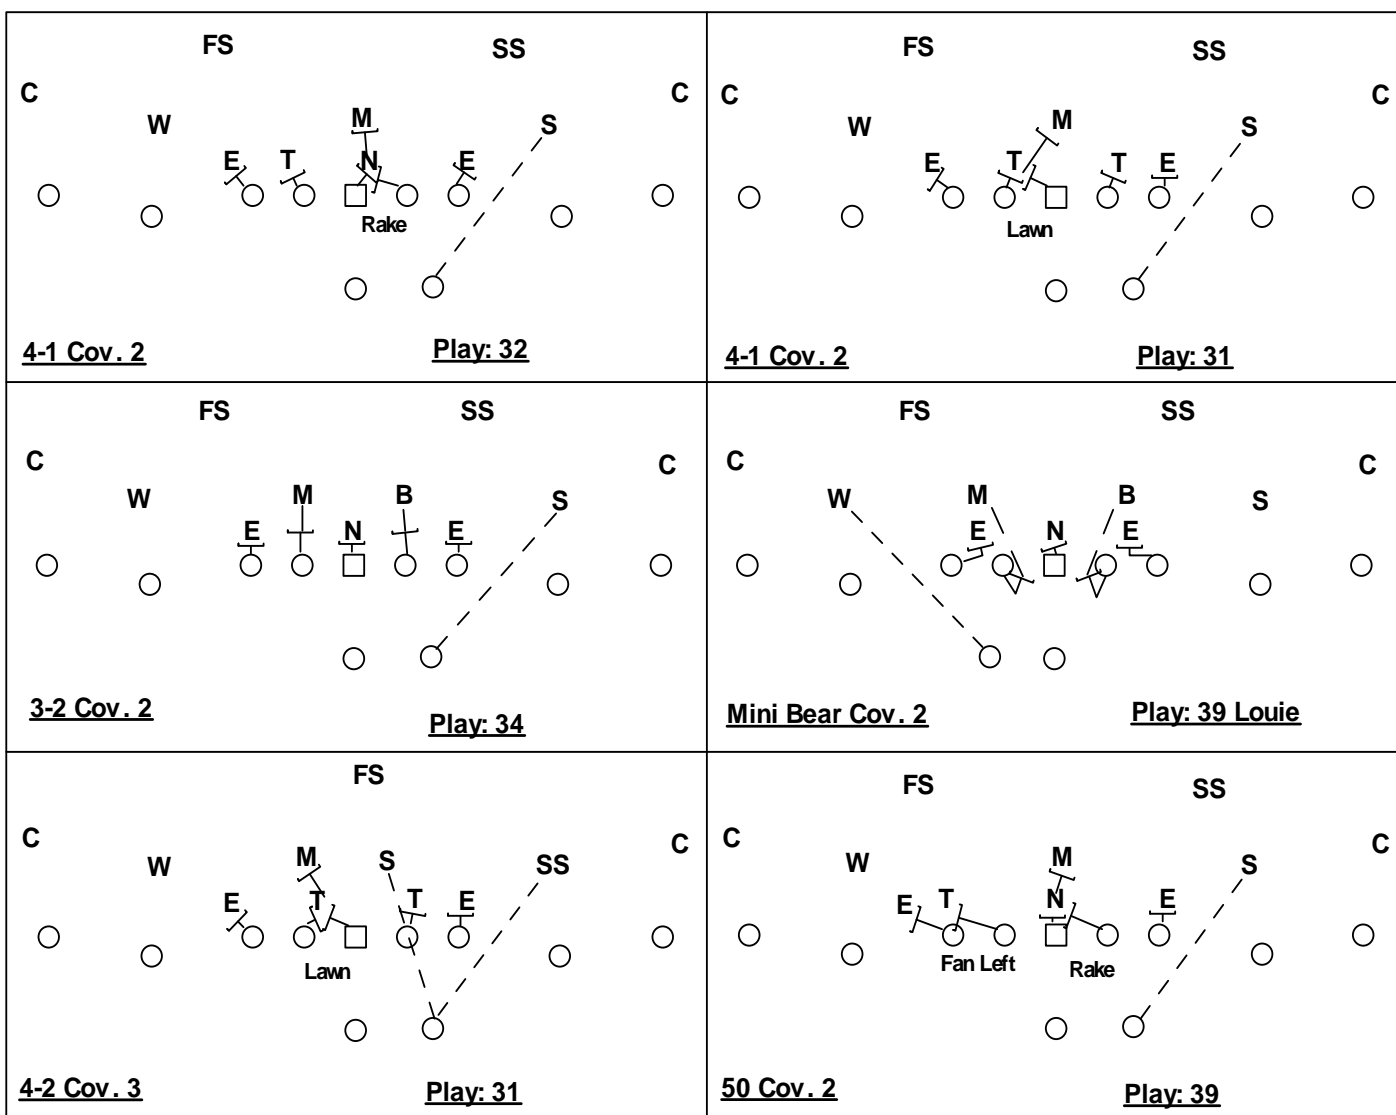 FS SS
C C
W M S
E T N E
Rake
4-1 Cov. 2 Play: 32
FS SS
C C
W M S
E T T E
Lawn
4-1 Cov. 2 Play: 31
FS SS
C C
W M B S
E N E
3-2 Cov. 2 Play: 34
FS SS
C C
W M B S
E N E
Mini Bear Cov. 2 Play: 39 Louie
FS
C C
W M S SS
E T T E
Lawn
4-2 Cov. 3 Play: 31
FS SS
C C
W M S
E T N E
Fan Left Rake
50 Cov. 2 Play: 39